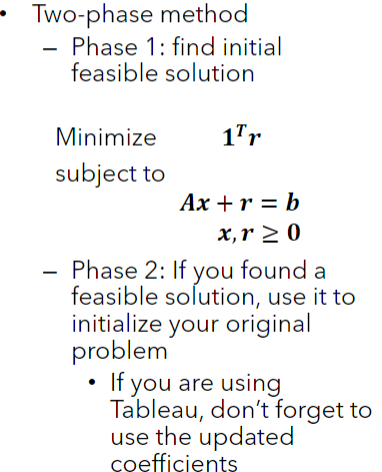 • Two-phase method
– Phase 1: find initial
feasible solution
Minimize 1ᵀr
subject to
Ax + r = b
x, r ≥ 0
– Phase 2: If you found a
feasible solution, use it to
initialize your original
problem
• If you are using
Tableau, don’t forget to
use the updated
coefficients